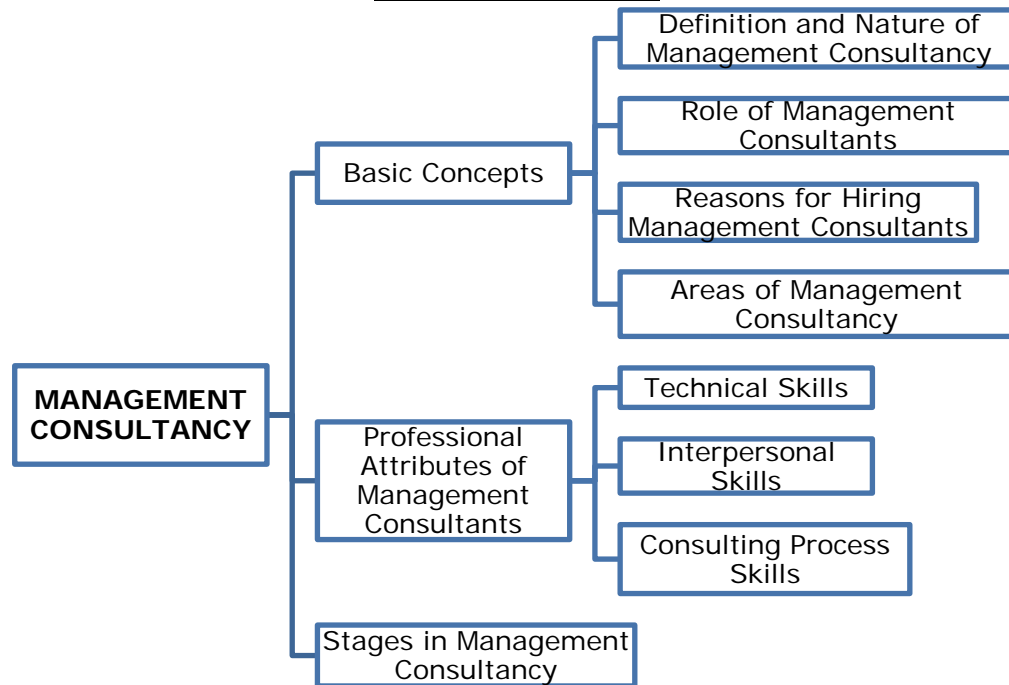 MANAGEMENT
CONSULTANCY
Basic Concepts
Definition and Nature of
Management Consultancy
Role of Management
Consultants
Reasons for Hiring
Management Consultants
Areas of Management
Consultancy
Professional
Attributes of
Management
Consultants
Technical Skills
Interpersonal
Skills
Consulting Process
Skills
Stages in Management
Consultancy